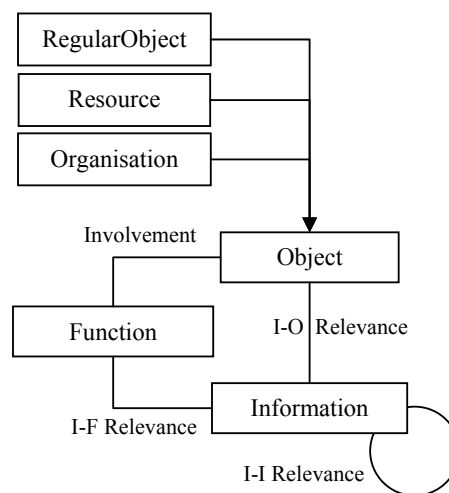 RegularObject
Resource
Organisation
Involvement
Object
Function
I-O Relevance
Information
I-F Relevance
I-I Relevance